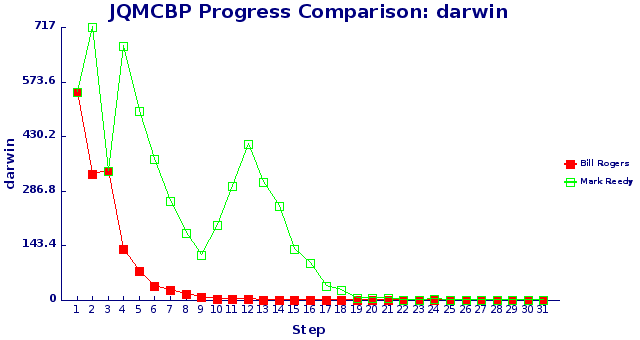 JQMCBP Progress Comparison: darwin
717
573.6
430.2
286.8
143.4
0
darwin
1 2 3 4 5 6 7 8 9 10 11 12 13 14 15 16 17 18 19 20 21 22 23 24 25 26 27 28 29 30 31
Step
Bill Rogers
Mark Reedy